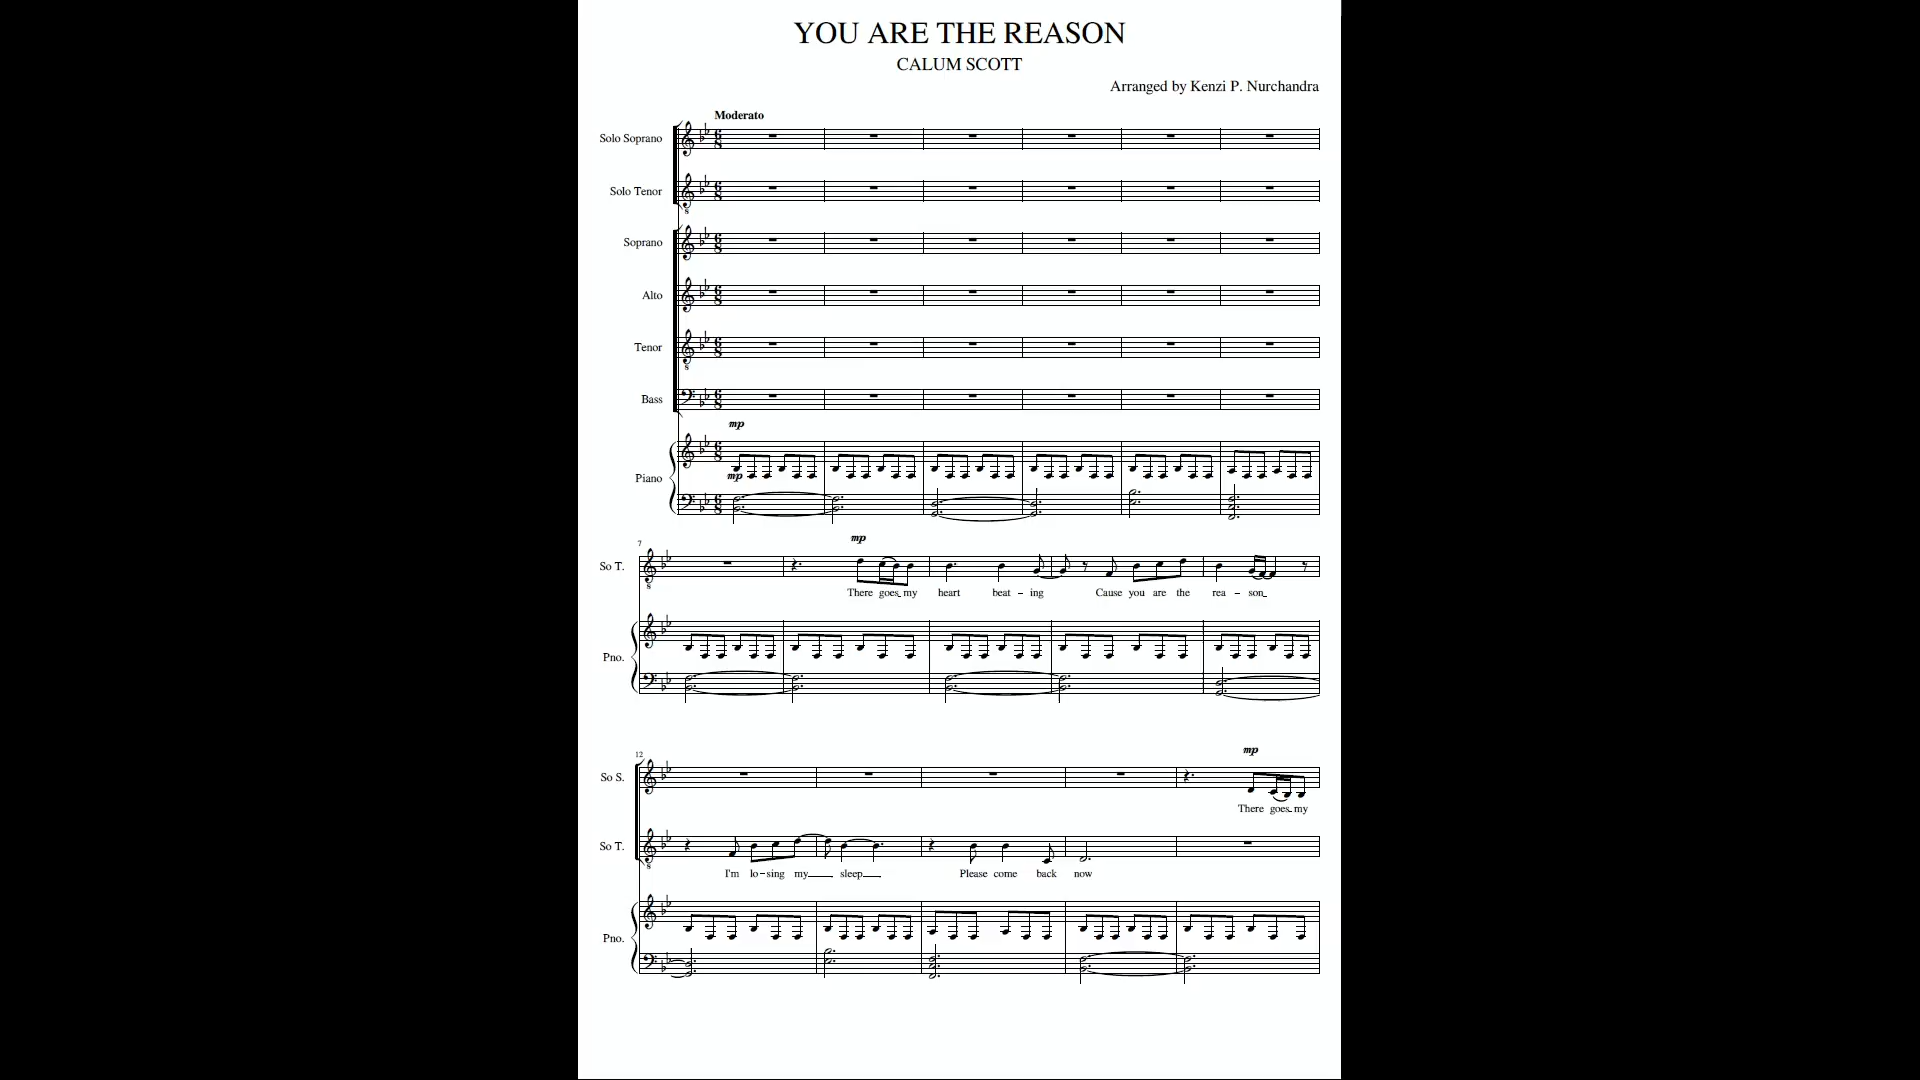 YOU ARE THE REASON
CALUM SCOTT
Arranged by Kenzi P. Nurchandra
Moderato
Solo Soprano
Solo Tenor
Soprano
Alto
Tenor
Bass
mp
mp
Piano
7
mp
So T.
There goes my heart beat – ing Cause you are the rea – son
Pno.
12
mp
So S.
There goes my
So T.
I'm lo – sing my sleep Please come back now
Pno.